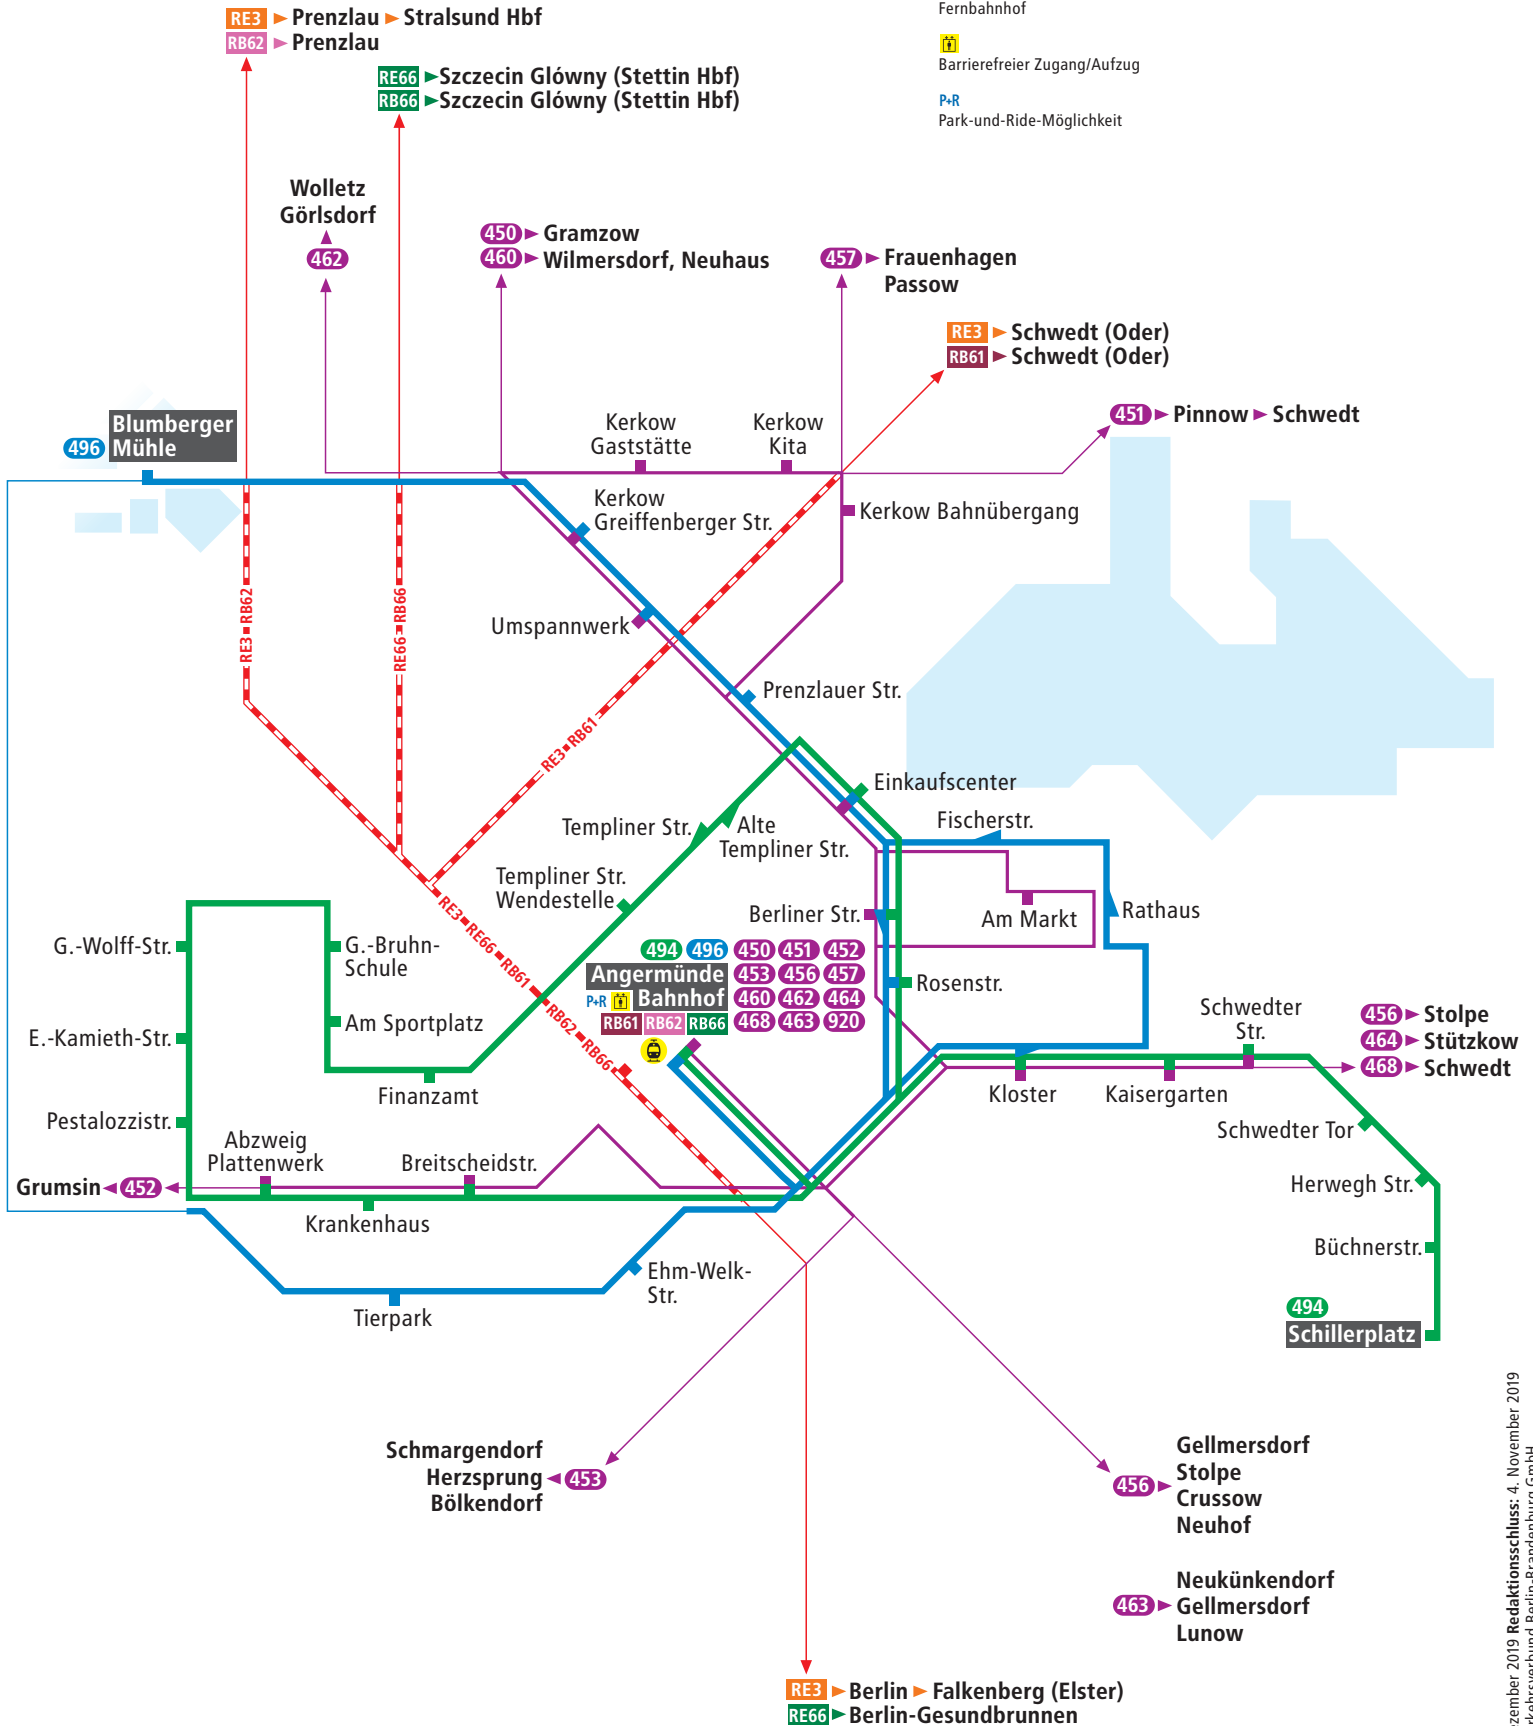 Fernbahnhof
Barrierefreier Zugang/Aufzug
P+R
Park-und-Ride-Möglichkeit
RE3 Prenzlau Stralsund Hbf
RB62 Prenzlau
RE66 Szczecin Glówny (Stettin Hbf)
RB66 Szczecin Glówny (Stettin Hbf)
Wolletz
Görlsdorf
462
450 Gramzow
460 Wilmersdorf, Neuhaus
457 Frauenhagen
Passow
RE3 Schwedt (Oder)
RB61 Schwedt (Oder)
451 Pinnow Schwedt
Blumberger
496 Mühle
Kerkow
Gaststätte
Kerkow
Kita
Kerkow
Greiffenberger Str.
Kerkow Bahnübergang
RE3 RB62
RE66 RB66
Umspannwerk
Prenzlauer Str.
RE3 RB61
Einkaufscenter
Templiner Str.
Alte
Templiner Str.
Fischerstr.
Templiner Str.
Wendestelle
RE3 RE66 RB61 RB62 RB66
Berliner Str.
Am Markt
Rathaus
G.-Wolff-Str.
G.-Bruhn-
Schule
494 496 450 451 452
Angermünde 453 456 457
P+R Bahnhof 460 462 464
RB61 RB62 RB66 468 463 920
Rosenstr.
Am Sportplatz
E.-Kamieth-Str.
Schwedter
Str.
456 Stolpe
464 Stützkow
468 Schwedt
Finanzamt
Kloster
Kaisergarten
Pestalozzistr.
Schwedter Tor
Abzweig
Plattenwerk
Breitscheidstr.
Grumsin 452
Herwegh Str.
Krankenhaus
Büchnerstr.
Ehm-Welk-
Str.
Tierpark
494
Schillerplatz
Schmargendorf
Herzsprung 453
Bölkendorf
Gellmersdorf
Stolpe
456 Crussow
Neuhof
Neukünkendorf
463 Gellmersdorf
Lunow
RE3 Berlin Falkenberg (Elster)
RE66 Berlin-Gesundbrunnen
2019 Redaktionsschluss: 4. November 2019
Berlin-Brandenburg GmbH